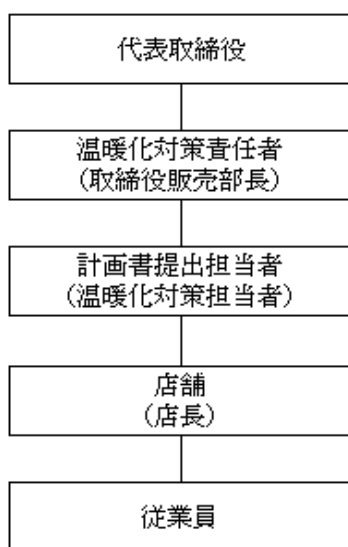 代表取締役
温暖化対策責任者
(取締役販売部長)
計画書提出担当者
(温暖化対策担当者)
店舗
(店長)
従業員